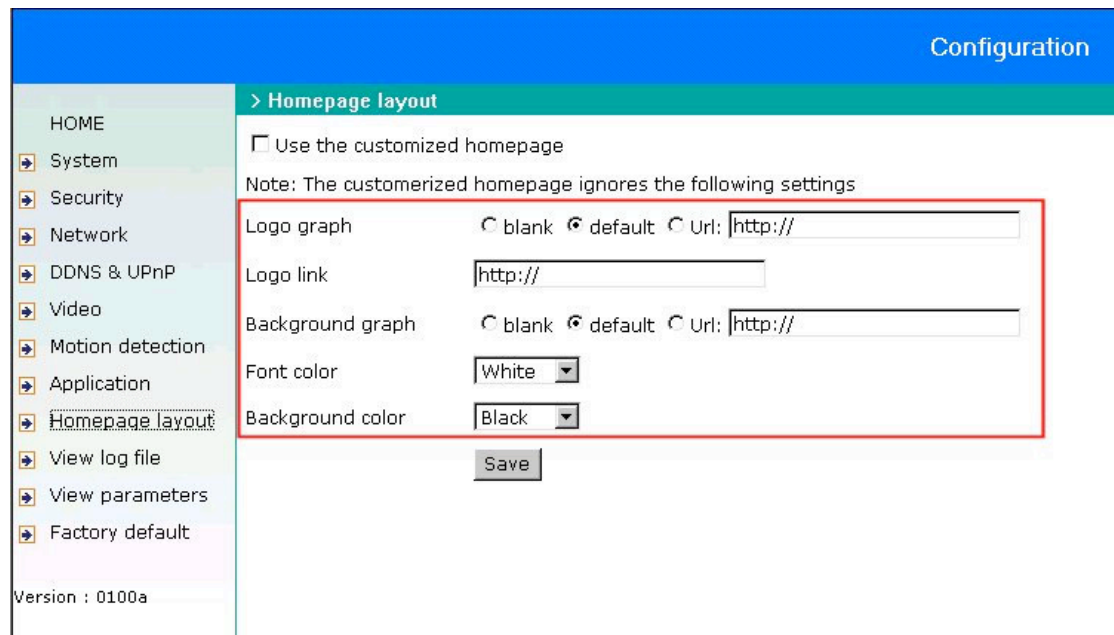 Configuration
HOME
System
Security
Network
DDNS & UPnP
Video
Motion detection
Application
Homepage layout
View log file
View parameters
Factory default
Version : 0100a
> Homepage layout
Use the customized homepage
Note: The customerized homepage ignores the following settings
Logo graph blank default Url: http://
Logo link http://
Background graph blank default Url: http://
Font color White
Background color Black
Save